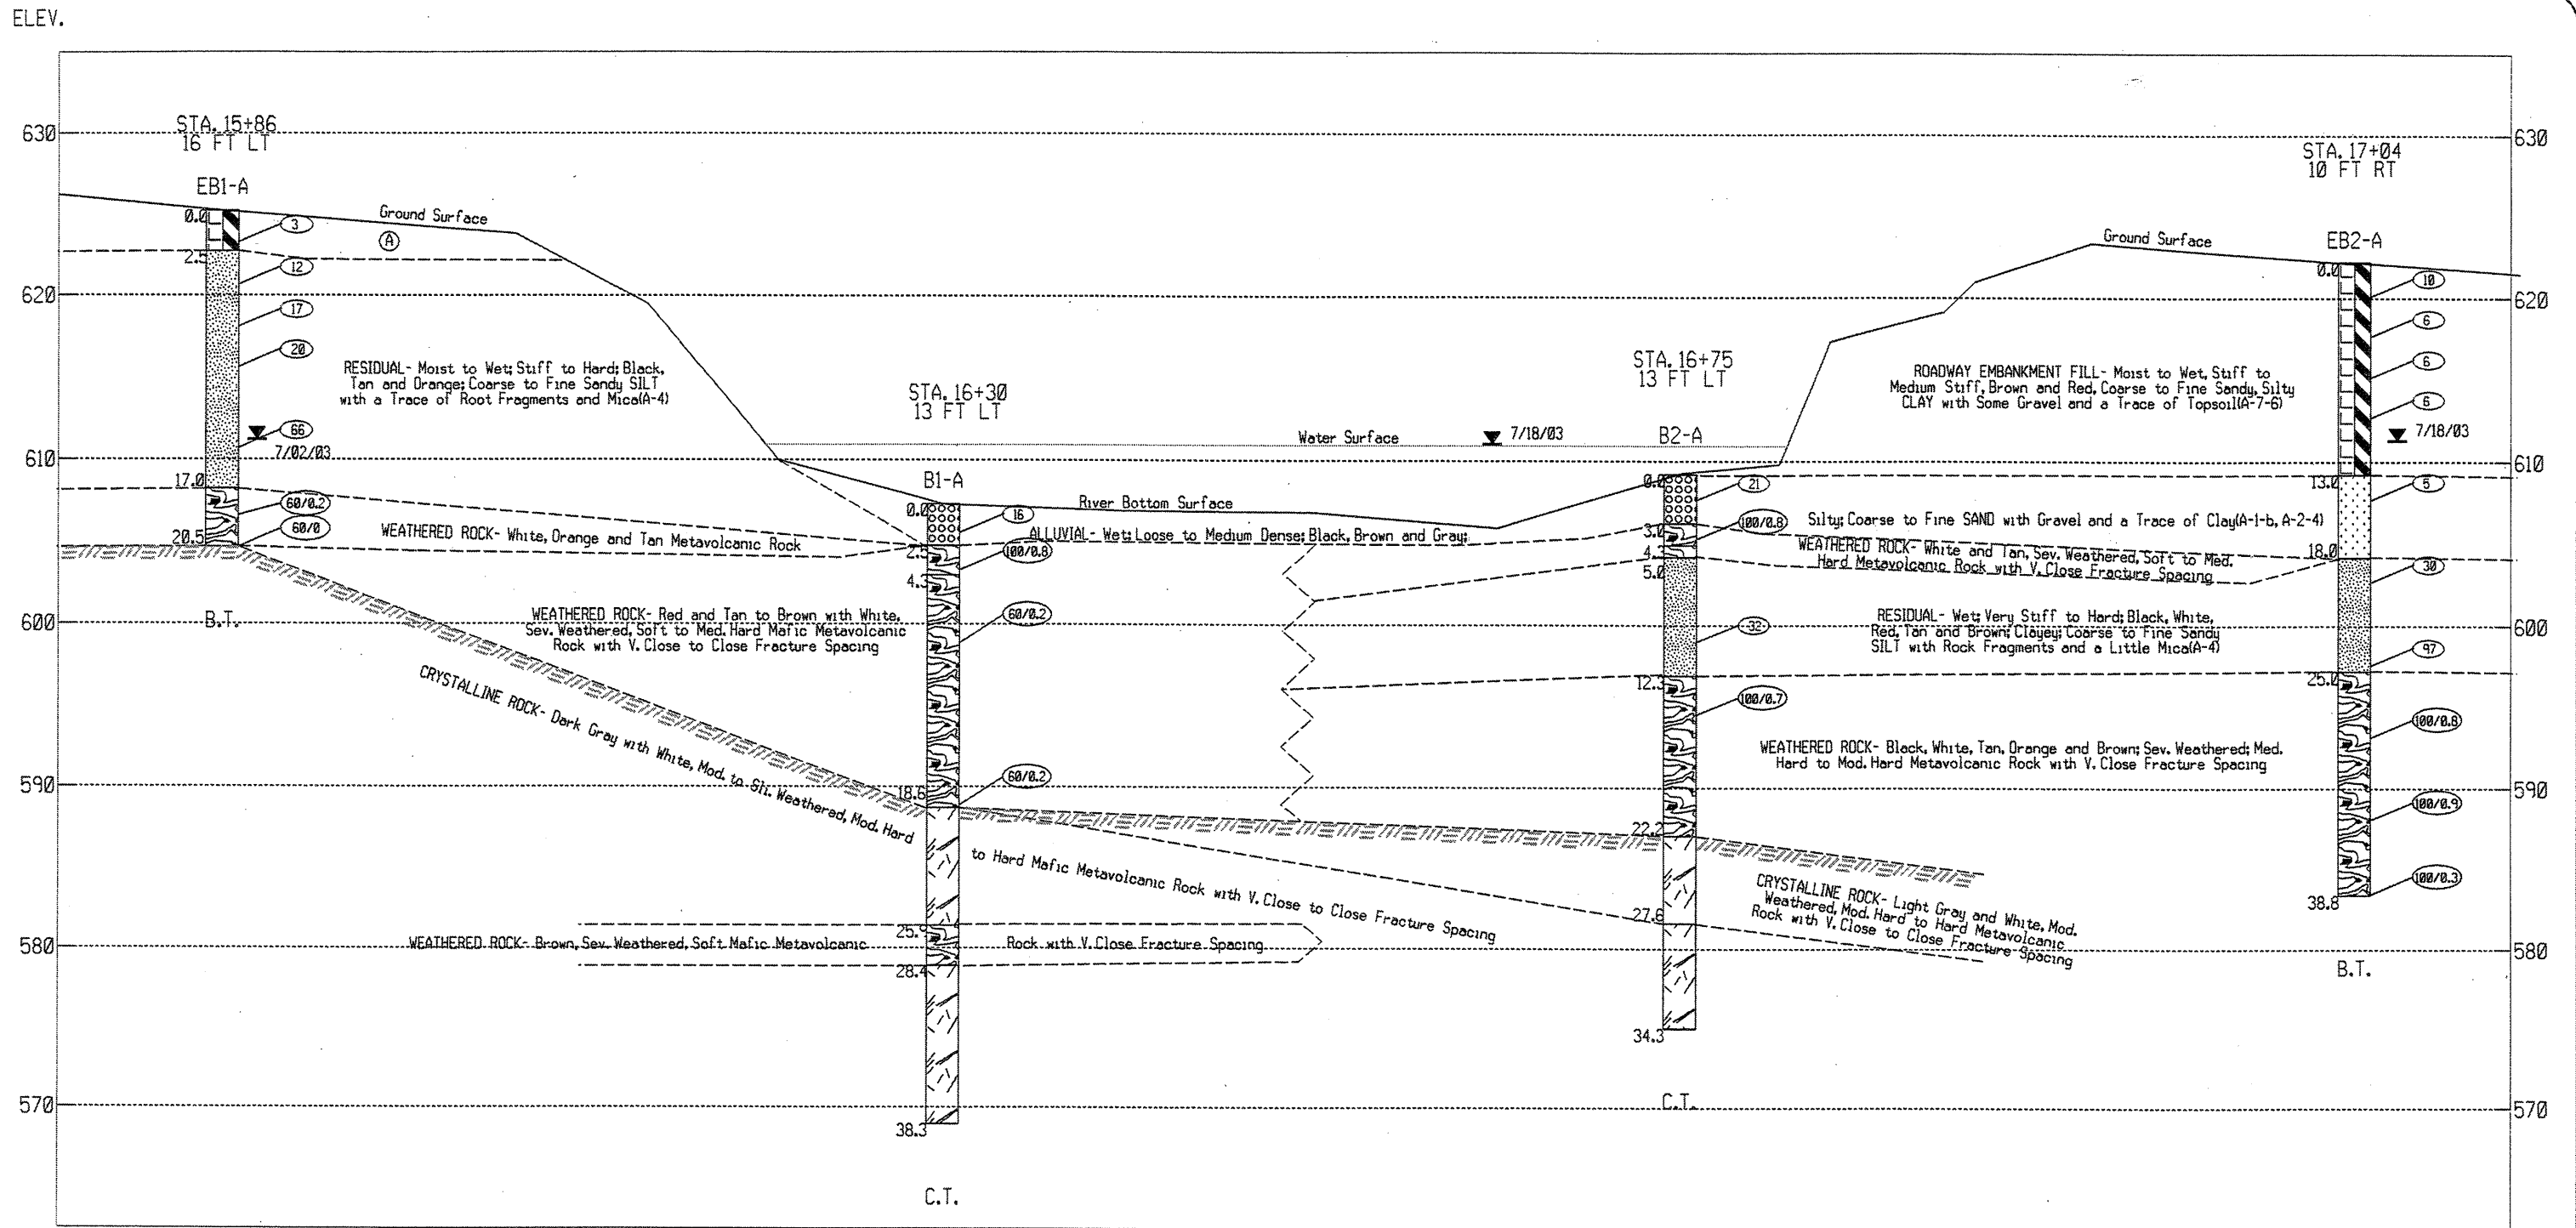 ELEV.
630
620
610
600
590
580
570
630
620
610
600
590
580
570
STA. 15+86
16 FT LT
EB1-A
0.0
2.5
17.0
20.5
3
12
17
20
66
7/02/03
60/0.2
60/0
B.T.
Ground Surface
A
RESIDUAL- Moist to Wet; Stiff to Hard; Black,
Tan and Orange; Coarse to Fine Sandy SILT
with a Trace of Root Fragments and Mica(A-4)
WEATHERED ROCK- White, Orange and Tan Metavolcanic Rock
WEATHERED ROCK- Red and Tan to Brown with White,
Sev. Weathered, Soft to Med. Hard Mafic Metavolcanic
Rock with V. Close to Close Fracture Spacing
CRYSTALLINE ROCK- Dark Gray with White, Mod. to Sli. Weathered, Mod. Hard
to Hard Mafic Metavolcanic Rock with V. Close to Close Fracture Spacing
WEATHERED ROCK- Brown, Sev. Weathered, Soft Mafic Metavolcanic
Rock with V. Close Fracture Spacing
STA. 16+30
13 FT LT
B1-A
0.0
2.5
4.3
18.6
25.9
28.4
38.3
16
100/0.8
60/0.2
60/0.2
C.T.
Water Surface
7/18/03
River Bottom Surface
ALLUVIAL- Wet; Loose to Medium Dense; Black, Brown and Gray;
Silty; Coarse to Fine SAND with Gravel and a Trace of Clay(A-1-b, A-2-4)
STA. 16+75
13 FT LT
B2-A
0.0
3.0
4.3
5.0
12.3
22.2
27.6
34.3
21
100/0.8
32
100/0.7
C.T.
Ground Surface
ROADWAY EMBANKMENT FILL- Moist to Wet, Stiff to
Medium Stiff, Brown and Red, Coarse to Fine Sandy, Silty
CLAY with Some Gravel and a Trace of Topsoil(A-7-6)
WEATHERED ROCK- White and Tan, Sev. Weathered, Soft to Med.
Hard Metavolcanic Rock with V. Close Fracture Spacing
RESIDUAL- Wet; Very Stiff to Hard; Black, White,
Red, Tan and Brown; Clayey; Coarse to Fine Sandy
SILT with Rock Fragments and a Little Mica(A-4)
WEATHERED ROCK- Black, White, Tan, Orange and Brown; Sev. Weathered; Med.
Hard to Mod. Hard Metavolcanic Rock with V. Close Fracture Spacing
CRYSTALLINE ROCK- Light Gray and White, Mod.
Weathered, Mod. Hard to Hard Metavolcanic
Rock with V. Close to Close Fracture Spacing
STA. 17+04
10 FT RT
EB2-A
0.0
13.0
18.0
25.0
38.8
10
6
6
6
7/18/03
5
30
97
100/0.8
100/0.9
100/0.3
B.T.